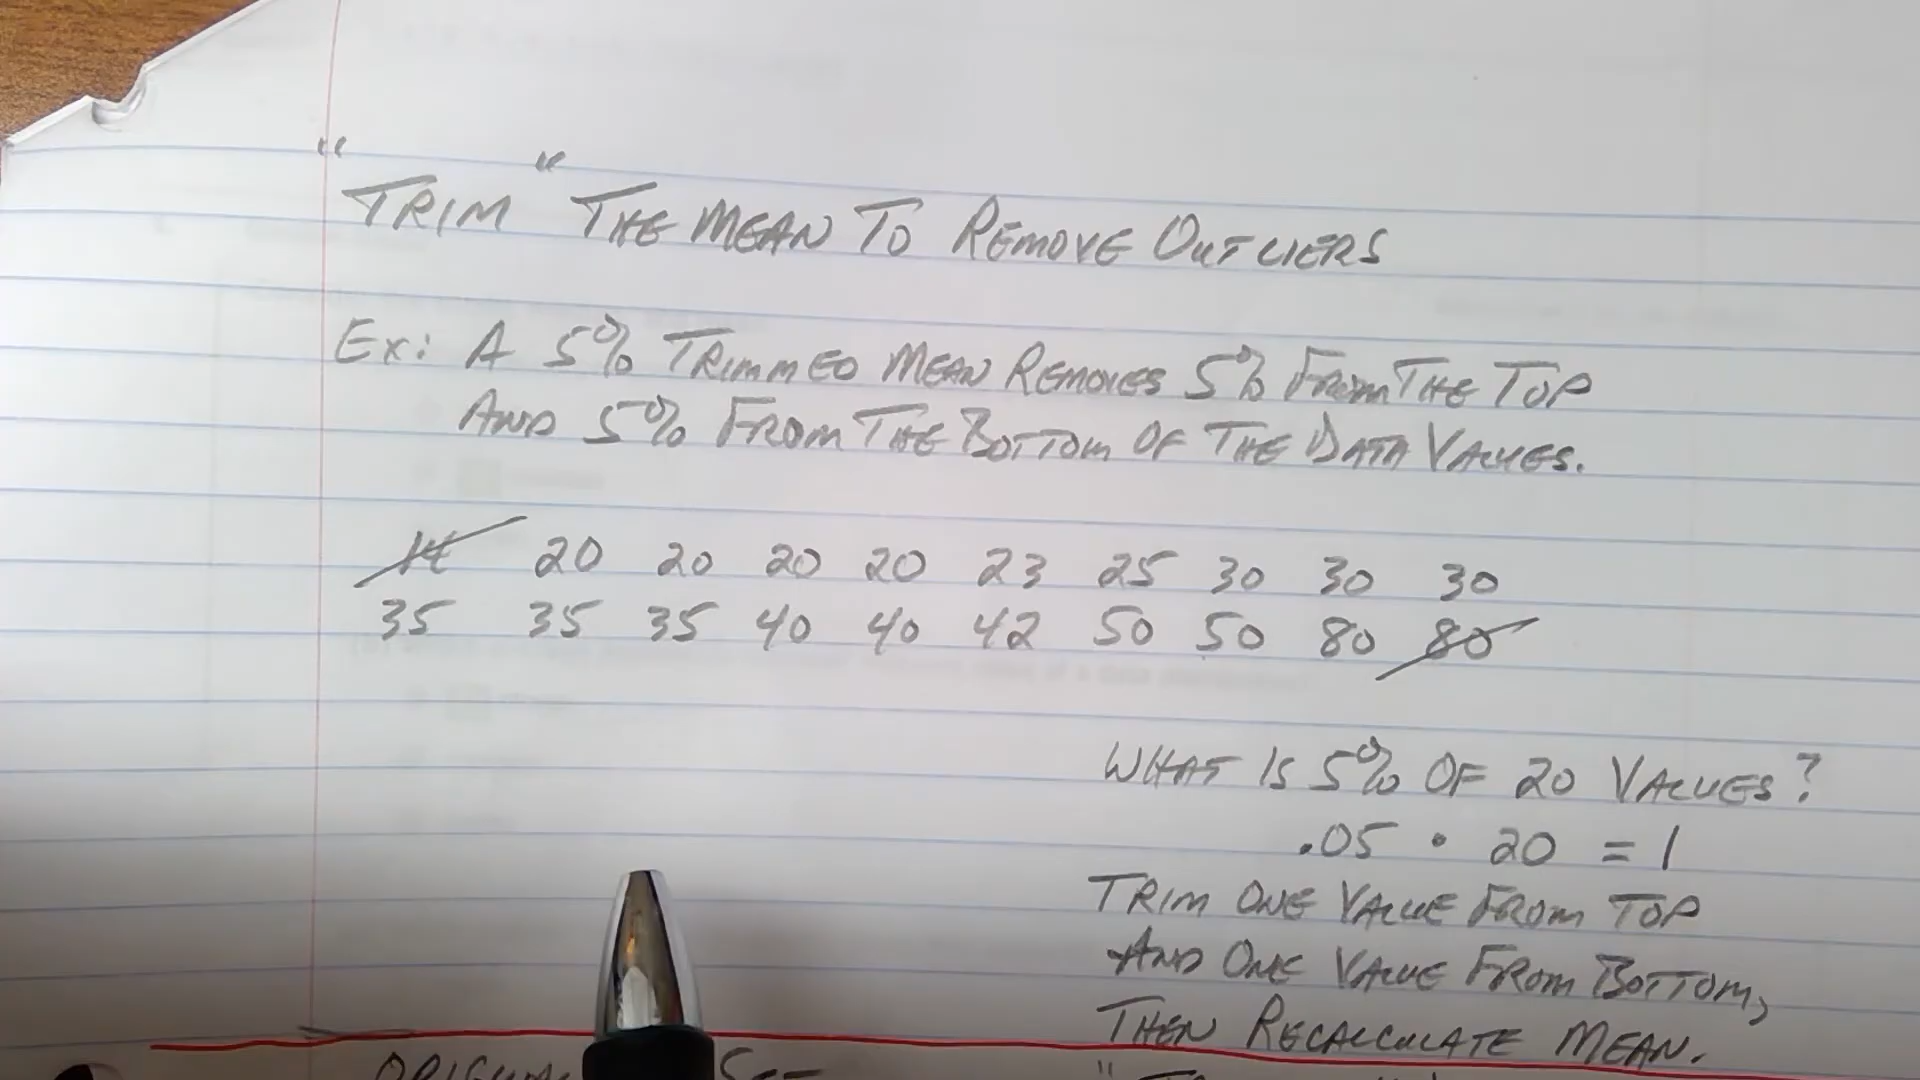 "TRIM" THE MEAN TO REMOVE OUTLIERS
EX: A 5% TRIMMED MEAN REMOVES 5% FROM THE TOP
AND 5% FROM THE BOTTOM OF THE DATA VALUES.
14 20 20 20 20 23 25 30 30 30
35 35 35 40 40 42 50 50 80 80
WHAT IS 5% OF 20 VALUES?
.05 • 20 = 1
TRIM ONE VALUE FROM TOP
AND ONE VALUE FROM BOTTOM,
THEN RECALCULATE MEAN.